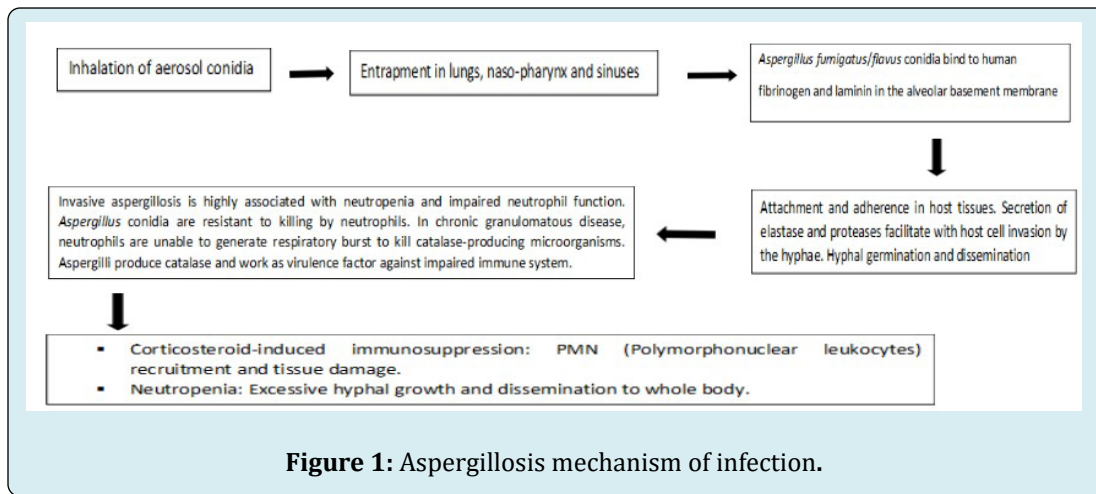 Inhalation of aerosol conidia
Entrapment in lungs, naso-pharynx and sinuses
Aspergillus fumigatus/flavus conidia bind to human
fibrinogen and laminin in the alveolar basement membrane
Attachment and adherence in host tissues. Secretion of
elastase and proteases facilitate with host cell invasion by
the hyphae. Hyphal germination and dissemination
Invasive aspergillosis is highly associated with neutropenia and impaired neutrophil function.
Aspergillus conidia are resistant to killing by neutrophils. In chronic granulomatous disease,
neutrophils are unable to generate respiratory burst to kill catalase-producing microorganisms.
Aspergilli produce catalase and work as virulence factor against impaired immune system.
▪ Corticosteroid-induced immunosuppression: PMN (Polymorphonuclear leukocytes)
recruitment and tissue damage.
▪ Neutropenia: Excessive hyphal growth and dissemination to whole body.
Figure 1: Aspergillosis mechanism of infection.